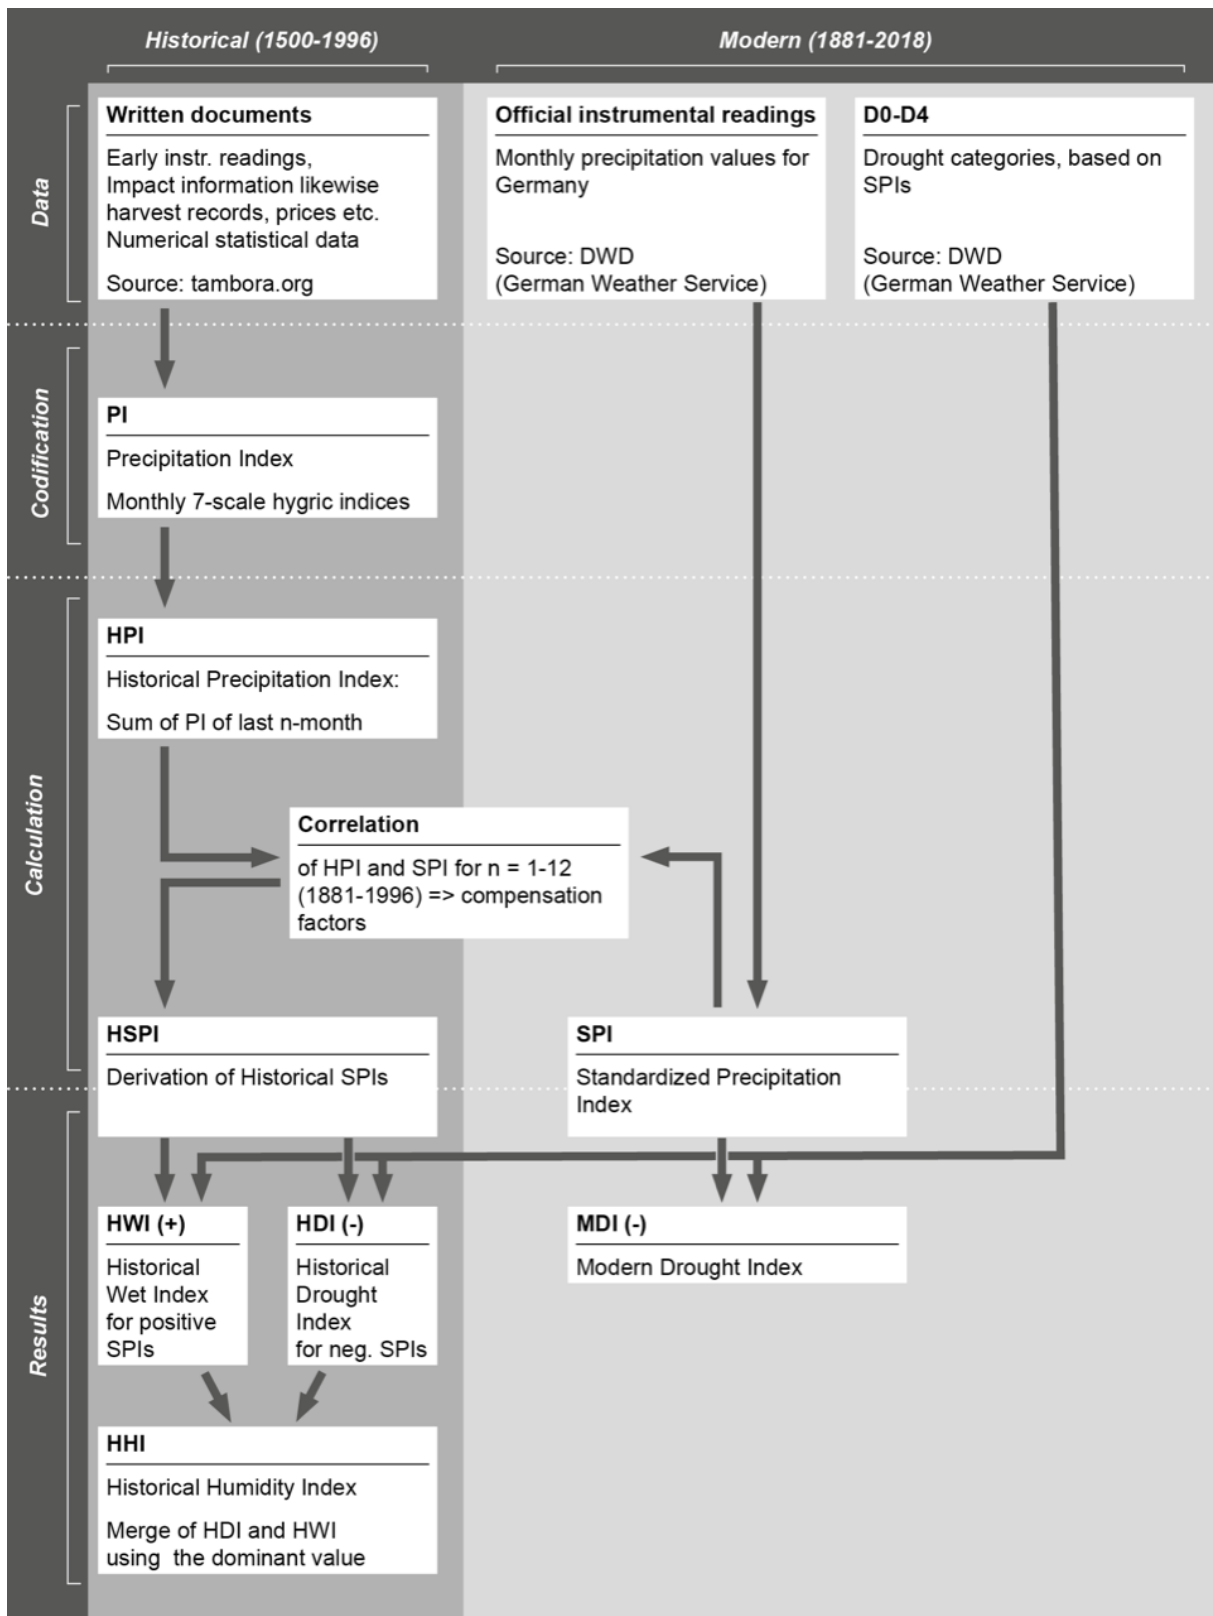 Historical (1500-1996)
Modern (1881-2018)
Data
Written documents
Early instr. readings,
Impact information likewise
harvest records, prices etc.
Numerical statistical data
Source: tambora.org
Official instrumental readings
Monthly precipitation values for
Germany
Source: DWD
(German Weather Service)
D0-D4
Drought categories, based on
SPIs
Source: DWD
(German Weather Service)
Codification
PI
Precipitation Index
Monthly 7-scale hygric indices
Calculation
HPI
Historical Precipitation Index:
Sum of PI of last n-month
Correlation
of HPI and SPI for n = 1-12
(1881-1996) => compensation
factors
HSPI
Derivation of Historical SPIs
SPI
Standardized Precipitation
Index
Results
HWI (+)
Historical
Wet Index
for positive
SPIs
HDI (-)
Historical
Drought
Index
for neg. SPIs
MDI (-)
Modern Drought Index
HHI
Historical Humidity Index
Merge of HDI and HWI
using the dominant value